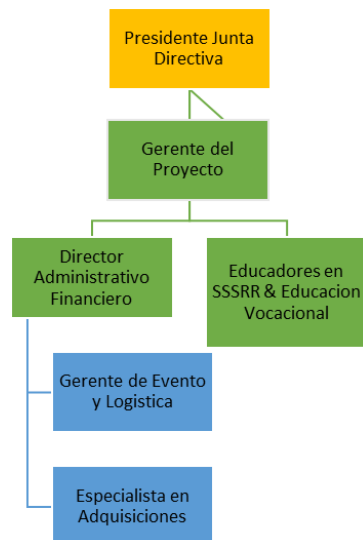 Presidente Junta
Directiva
Gerente del
Proyecto
Director
Administrativo
Financiero
Educadores en
SSSRR & Educacion
Vocacional
Gerente de Evento
y Logistica
Especialista en
Adquisiciones